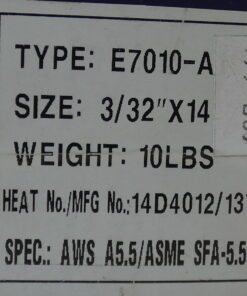 TYPE: E7010-A
SIZE: 3/32"X14
WEIGHT: 10LBS
HEAT No./MFG No.:14D4012/13
SPEC.: AWS A5.5/ASME SFA-5.5